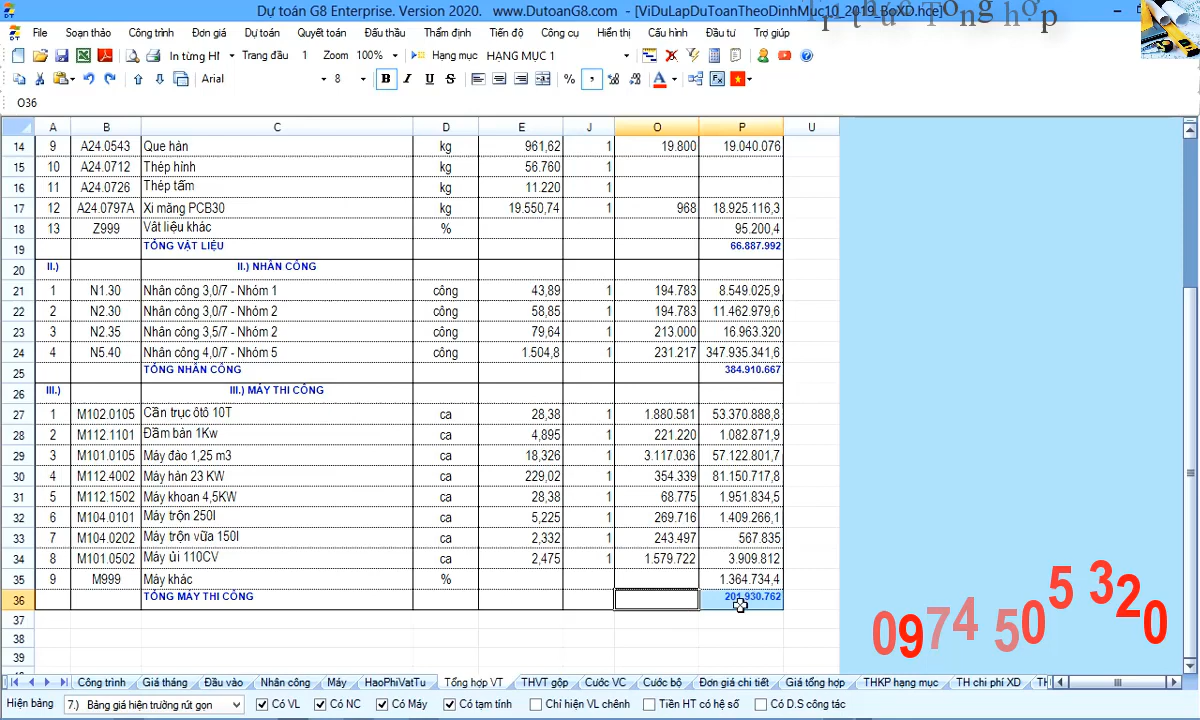 Dự toán G8 Enterprise. Version 2020. www.DutoanG8.com - [ViDuLapDuToanTheoDinhMuc10_2019_BoXD.hce]
Tri thức Tổng hợp
File Soạn thảo Công trình Đơn giá Dự toán Quyết toán Đấu thầu Thẩm định Tiến độ Công cụ Hiển thị Cấu hình Đầu tư Trợ giúp
In từng HM Trang đầu 1 Zoom 100% Hạng mục HẠNG MỤC 1
Arial 8 B I U S % ,
O36
A B C D E J O P U
14 9 A24.0543 Que hàn kg 961,62 1 19.800 19.040.076
15 10 A24.0712 Thép hình kg 56.760 1
16 11 A24.0726 Thép tấm kg 11.220 1
17 12 A24.0797A Xi măng PCB30 kg 19.550,74 1 968 18.925.116,3
18 13 Z999 Vật liệu khác % 95.200,4
19 TỔNG VẬT LIỆU 66.887.992
20 II.) II.) NHÂN CÔNG
21 1 N1.30 Nhân công 3,0/7 - Nhóm 1 công 43,89 1 194.783 8.549.025,9
22 2 N2.30 Nhân công 3,0/7 - Nhóm 2 công 58,85 1 194.783 11.462.979,6
23 3 N2.35 Nhân công 3,5/7 - Nhóm 2 công 79,64 1 213.000 16.963.320
24 4 N5.40 Nhân công 4,0/7 - Nhóm 5 công 1.504,8 1 231.217 347.935.341,6
25 TỔNG NHÂN CÔNG 384.910.667
26 III.) III.) MÁY THI CÔNG
27 1 M102.0105 Cần trục ôtô 10T ca 28,38 1 1.880.581 53.370.888,8
28 2 M112.1101 Đầm bàn 1Kw ca 4,895 1 221.220 1.082.871,9
29 3 M101.0105 Máy đào 1,25 m3 ca 18,326 1 3.117.036 57.122.801,7
30 4 M112.4002 Máy hàn 23 KW ca 229,02 1 354.339 81.150.717,8
31 5 M112.1502 Máy khoan 4,5KW ca 28,38 1 68.775 1.951.834,5
32 6 M104.0101 Máy trộn 250l ca 5,225 1 269.716 1.409.266,1
33 7 M104.0202 Máy trộn vữa 150l ca 2,332 1 243.497 567.835
34 8 M101.0502 Máy ủi 110CV ca 2,475 1 1.579.722 3.909.812
35 9 M999 Máy khác % 1.364.734,4
36 TỔNG MÁY THI CÔNG 201.930.762
37
38
39
0974 505 320
Công trình Giá tháng Đầu vào Nhân công Máy HaoPhiVatTu Tổng hợp VT THVT gộp Cước VC Cước bộ Đơn giá chi tiết Giá tổng hợp THKP hạng mục TH chi phí XD
Hiện bảng 7.) Bảng giá hiện trường rút gọn Có VL Có NC Có Máy Có tạm tính Chỉ hiện VL chênh Tiền HT có hệ số Có D.S công tác